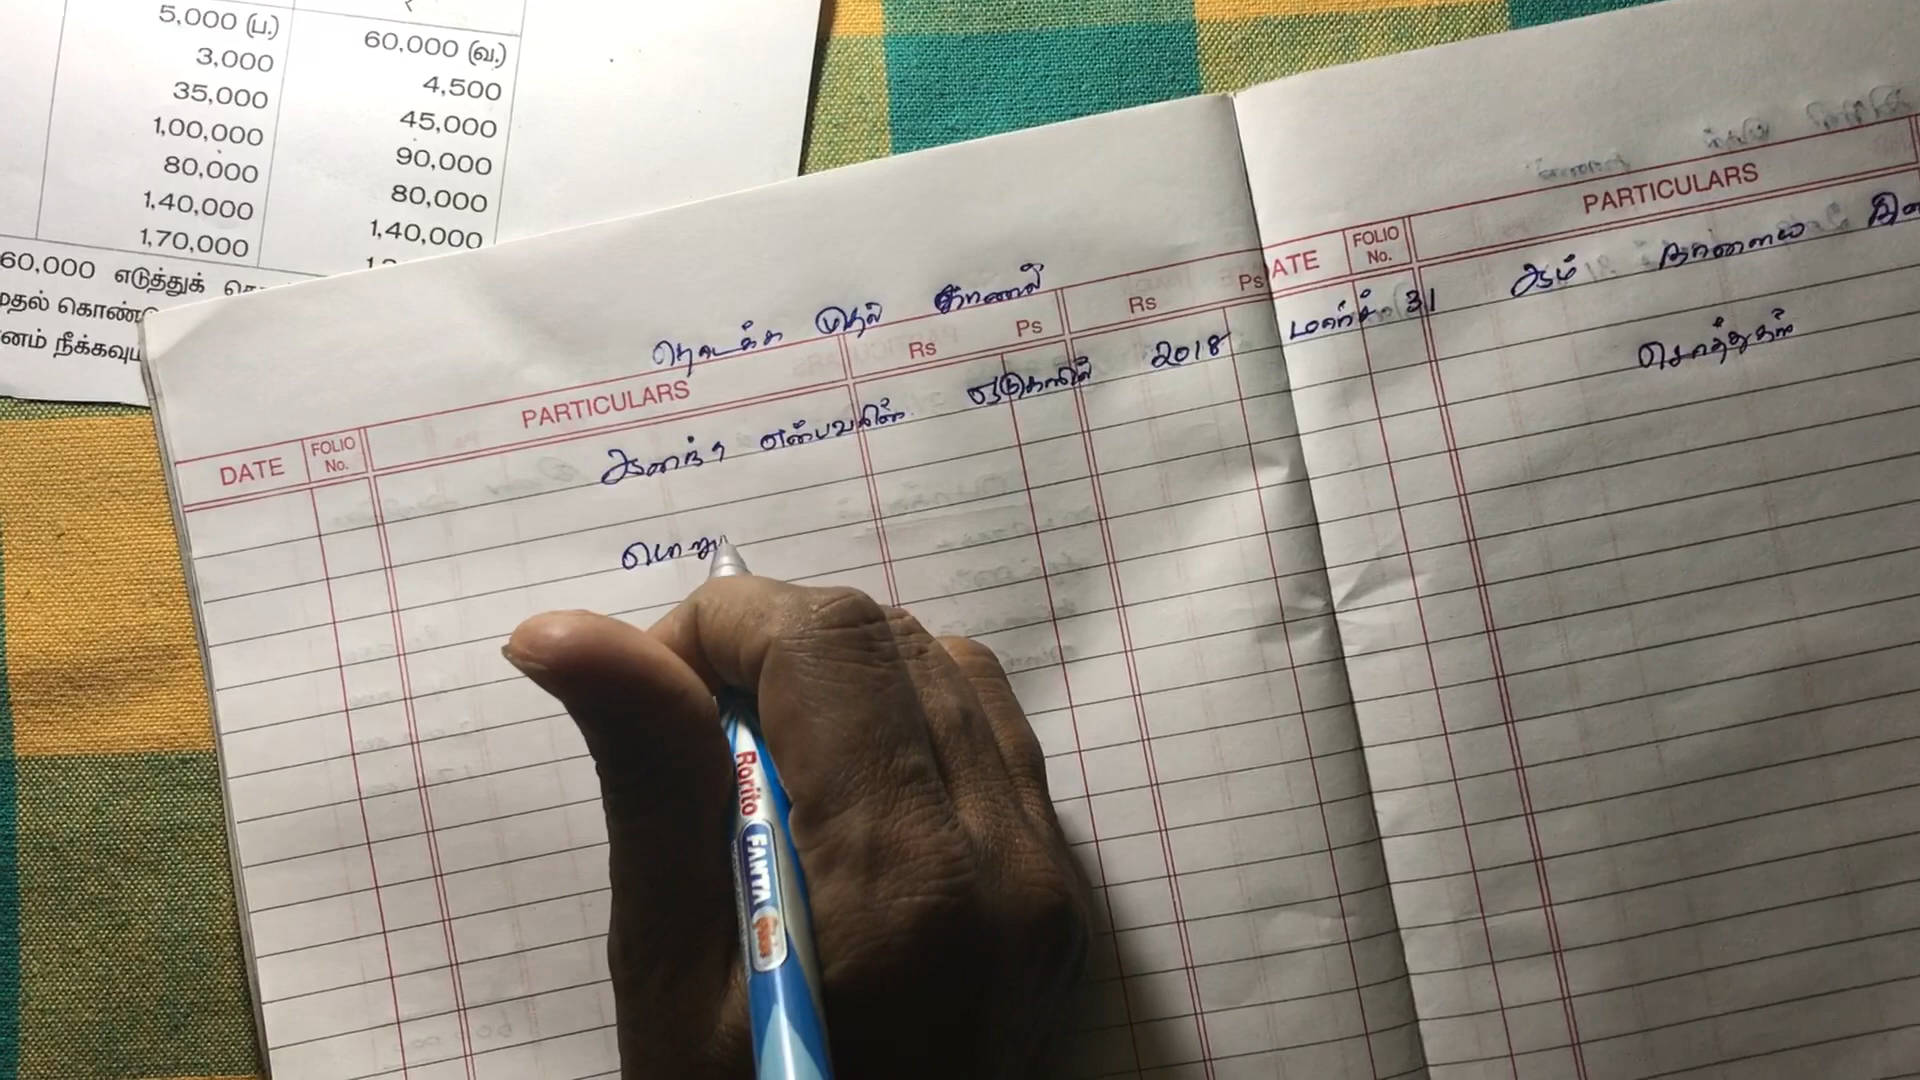 5,000 (ப.)
60,000 (வ.)
3,000
4,500
35,000
45,000
1,00,000
90,000
80,000
80,000
1,40,000
1,40,000
1,70,000
60,000 எடுத்துக்
முதல்
னம் நீக்கவும்
தொடக்க முதல் காணல்
DATE
FOLIO No.
PARTICULARS
Rs
Ps
Rs
Ps
ஆனந்த் என்பவரின் ஏடுகளில் 2018
பொறு
DATE
FOLIO No.
PARTICULARS
மார்ச் 31 ஆம் நாளைய
சொத்துகள்
Rorito
FANTA